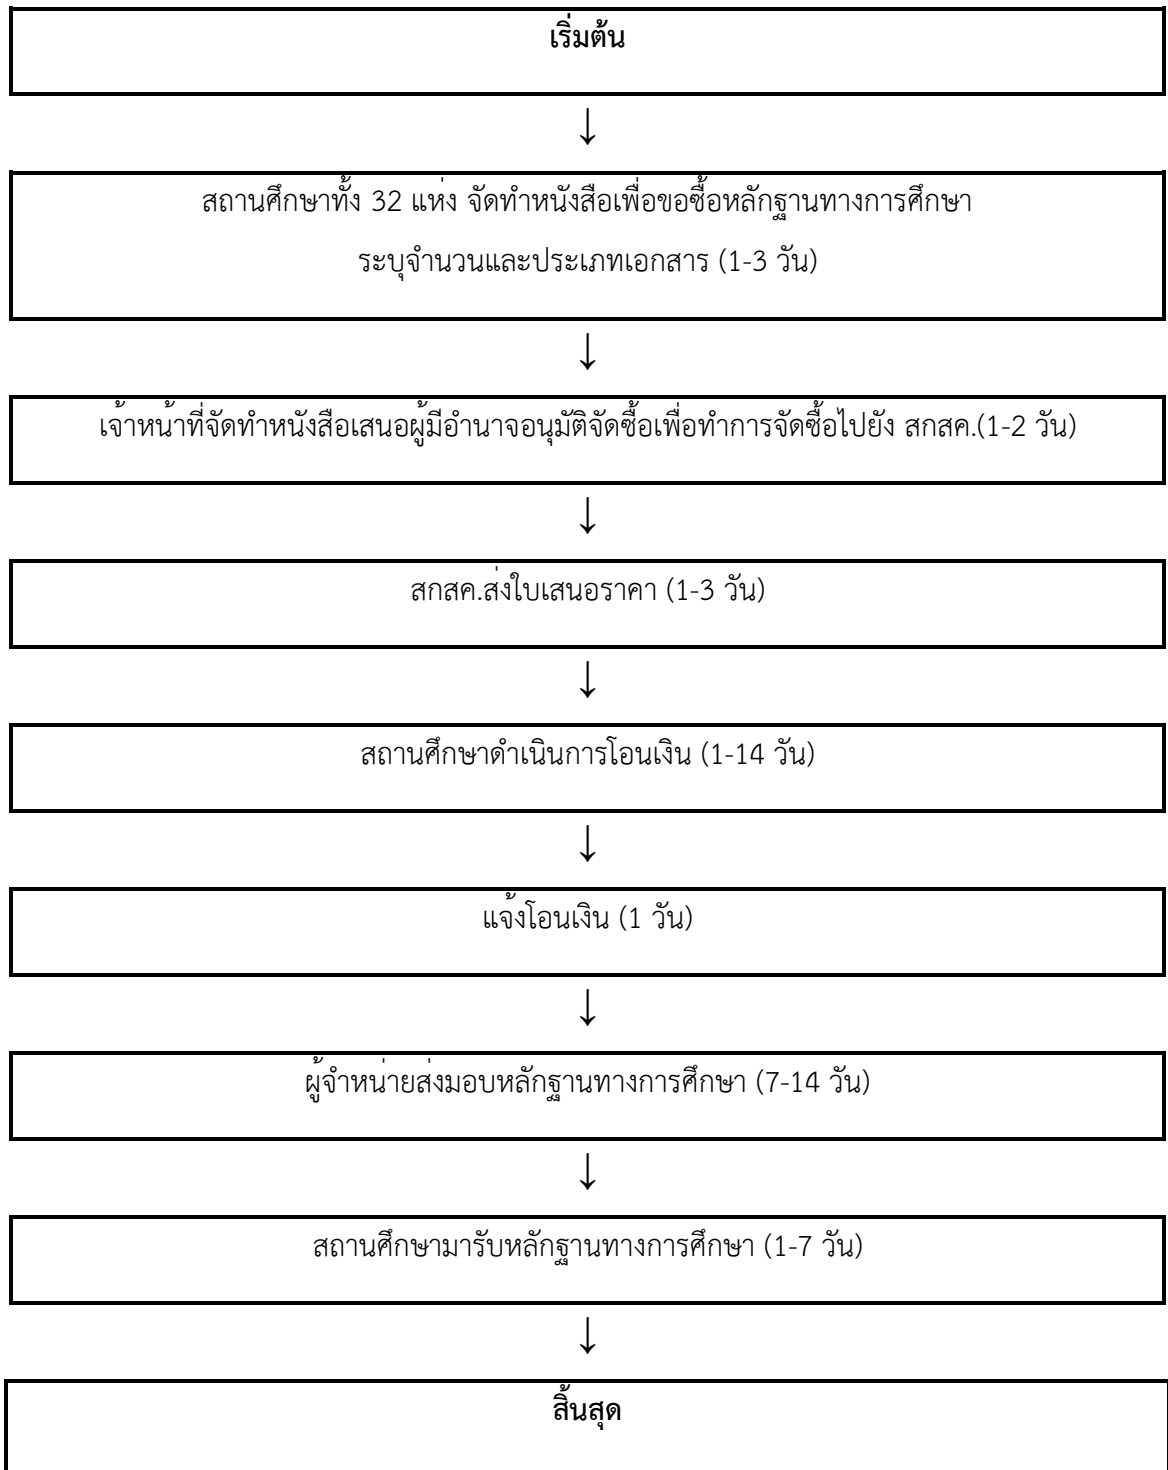 เริ่มต้น
↓
สถานศึกษาทั้ง 32 แห่ง จัดทำหนังสือเพื่อขอซื้อหลักฐานทางการศึกษา
ระบุจำนวนและประเภทเอกสาร (1-3 วัน)
↓
เจ้าหน้าที่จัดทำหนังสือเสนอผู้มีอำนาจอนุมัติจัดซื้อเพื่อทำการจัดซื้อไปยัง สกสค.(1-2 วัน)
↓
สกสค.ส่งใบเสนอราคา (1-3 วัน)
↓
สถานศึกษาดำเนินการโอนเงิน (1-14 วัน)
↓
แจ้งโอนเงิน (1 วัน)
↓
ผู้จำหน่ายส่งมอบหลักฐานทางการศึกษา (7-14 วัน)
↓
สถานศึกษามารับหลักฐานทางการศึกษา (1-7 วัน)
↓
สิ้นสุด